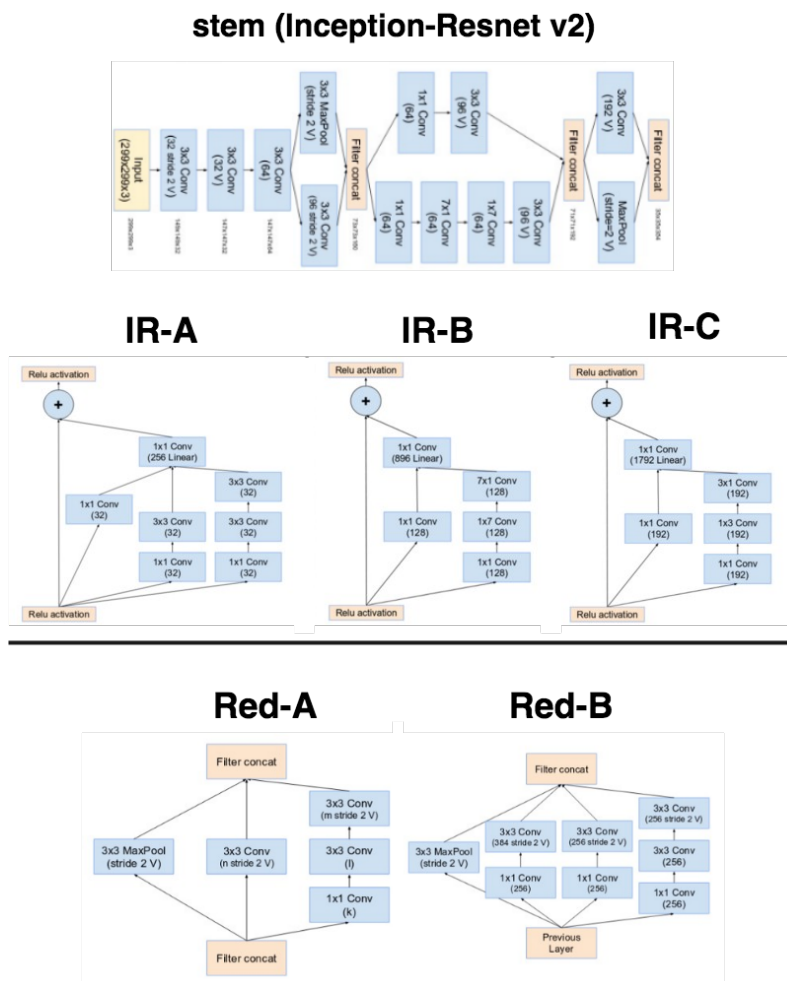 stem (Inception-Resnet v2)
Input
(299x299x3)
299x299x3
3x3 Conv
(32 stride 2 V)
149x149x32
3x3 Conv
(32 V)
147x147x32
3x3 Conv
(64)
147x147x64
3x3 MaxPool
(stride 2 V)
3x3 Conv
(96 stride 2 V)
Filter concat
73x73x160
1x1 Conv
(64)
3x3 Conv
(96 V)
1x1 Conv
(64)
7x1 Conv
(64)
1x7 Conv
(64)
3x3 Conv
(96 V)
Filter concat
71x71x192
3x3 Conv
(192 V)
MaxPool
(stride=2 V)
Filter concat
35x35x384
IR-A
Relu activation
+
1x1 Conv
(256 Linear)
3x3 Conv
(32)
1x1 Conv
(32)
3x3 Conv
(32)
3x3 Conv
(32)
1x1 Conv
(32)
1x1 Conv
(32)
Relu activation
IR-B
Relu activation
+
1x1 Conv
(896 Linear)
7x1 Conv
(128)
1x1 Conv
(128)
1x7 Conv
(128)
1x1 Conv
(128)
Relu activation
IR-C
Relu activation
+
1x1 Conv
(1792 Linear)
3x1 Conv
(192)
1x1 Conv
(192)
1x3 Conv
(192)
1x1 Conv
(192)
Relu activation
Red-A
Filter concat
3x3 Conv
(m stride 2 V)
3x3 MaxPool
(stride 2 V)
3x3 Conv
(n stride 2 V)
3x3 Conv
(l)
1x1 Conv
(k)
Filter concat
Red-B
Filter concat
3x3 Conv
(256 stride 2 V)
3x3 MaxPool
(stride 2 V)
3x3 Conv
(384 stride 2 V)
3x3 Conv
(256 stride 2 V)
3x3 Conv
(256)
1x1 Conv
(256)
1x1 Conv
(256)
1x1 Conv
(256)
Previous
Layer